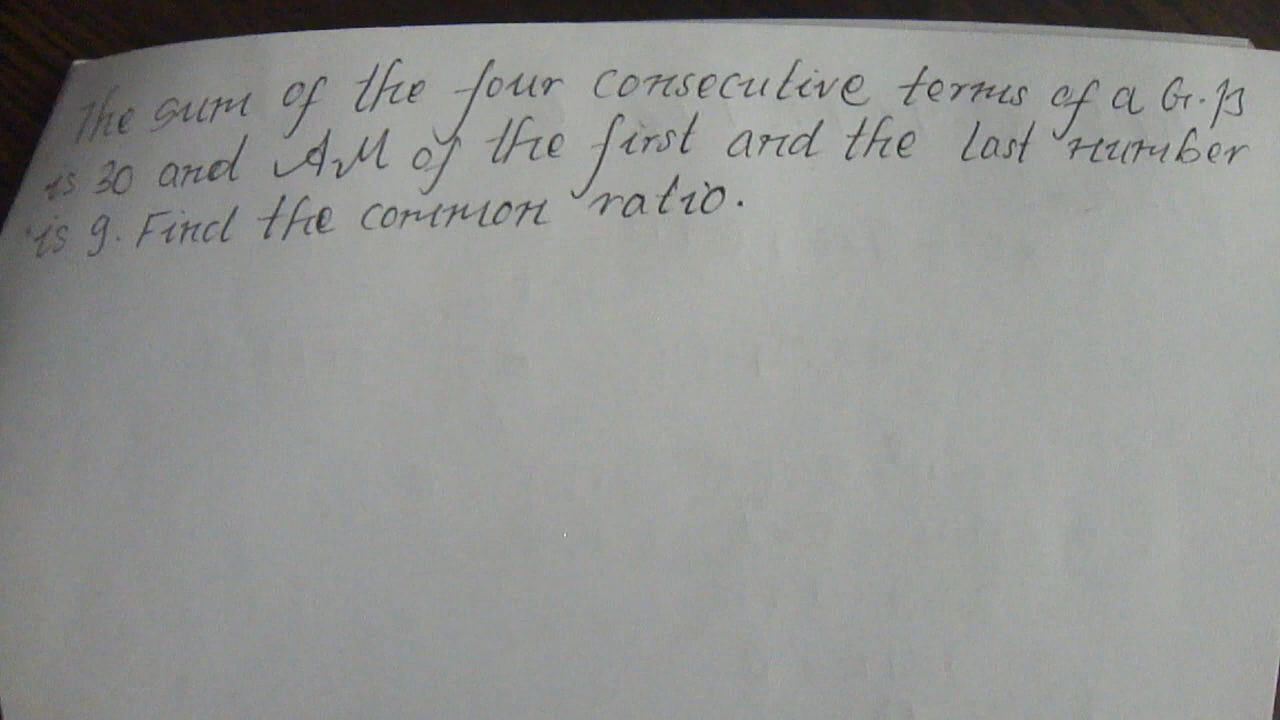 The sum of the four consecutive terms of a G.P
is 30 and AM of the first and the last number
is 9. Find the common ratio.